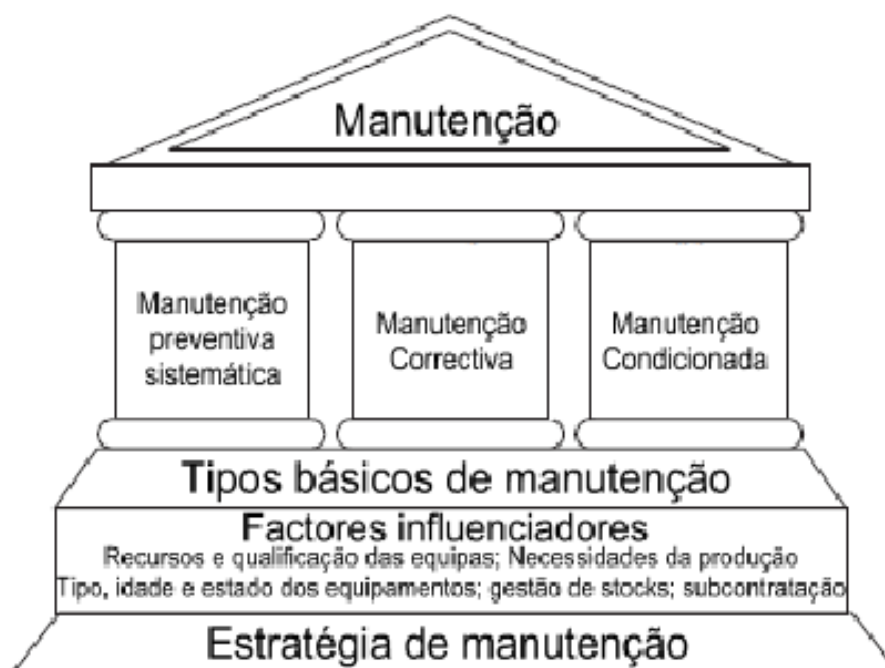 Manutenção
Manutenção
preventiva
sistemática
Manutenção
Correctiva
Manutenção
Condicionada
Tipos básicos de manutenção
Factores influenciadores
Recursos e qualificação das equipas; Necessidades da produção
Tipo, idade e estado dos equipamentos; gestão de stocks; subcontratação
Estratégia de manutenção